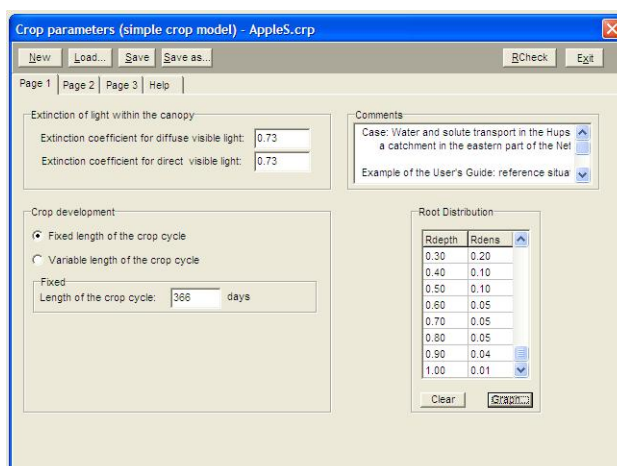 Crop parameters (simple crop model) - AppleS.crp
New Load... Save Save as... RCheck Exit
Page 1 Page 2 Page 3 Help
Extinction of light within the canopy
Extinction coefficient for diffuse visible light: 0.73
Extinction coefficient for direct visible light: 0.73
Comments
Case: Water and solute transport in the Hups
a catchment in the eastern part of the Net
Example of the User's Guide: reference situa
Crop development
Fixed length of the crop cycle
Variable length of the crop cycle
Fixed
Length of the crop cycle: 366 days
Root Distribution
Rdepth Rdens
0.30 0.20
0.40 0.10
0.50 0.10
0.60 0.05
0.70 0.05
0.80 0.05
0.90 0.04
1.00 0.01
Clear Graph...